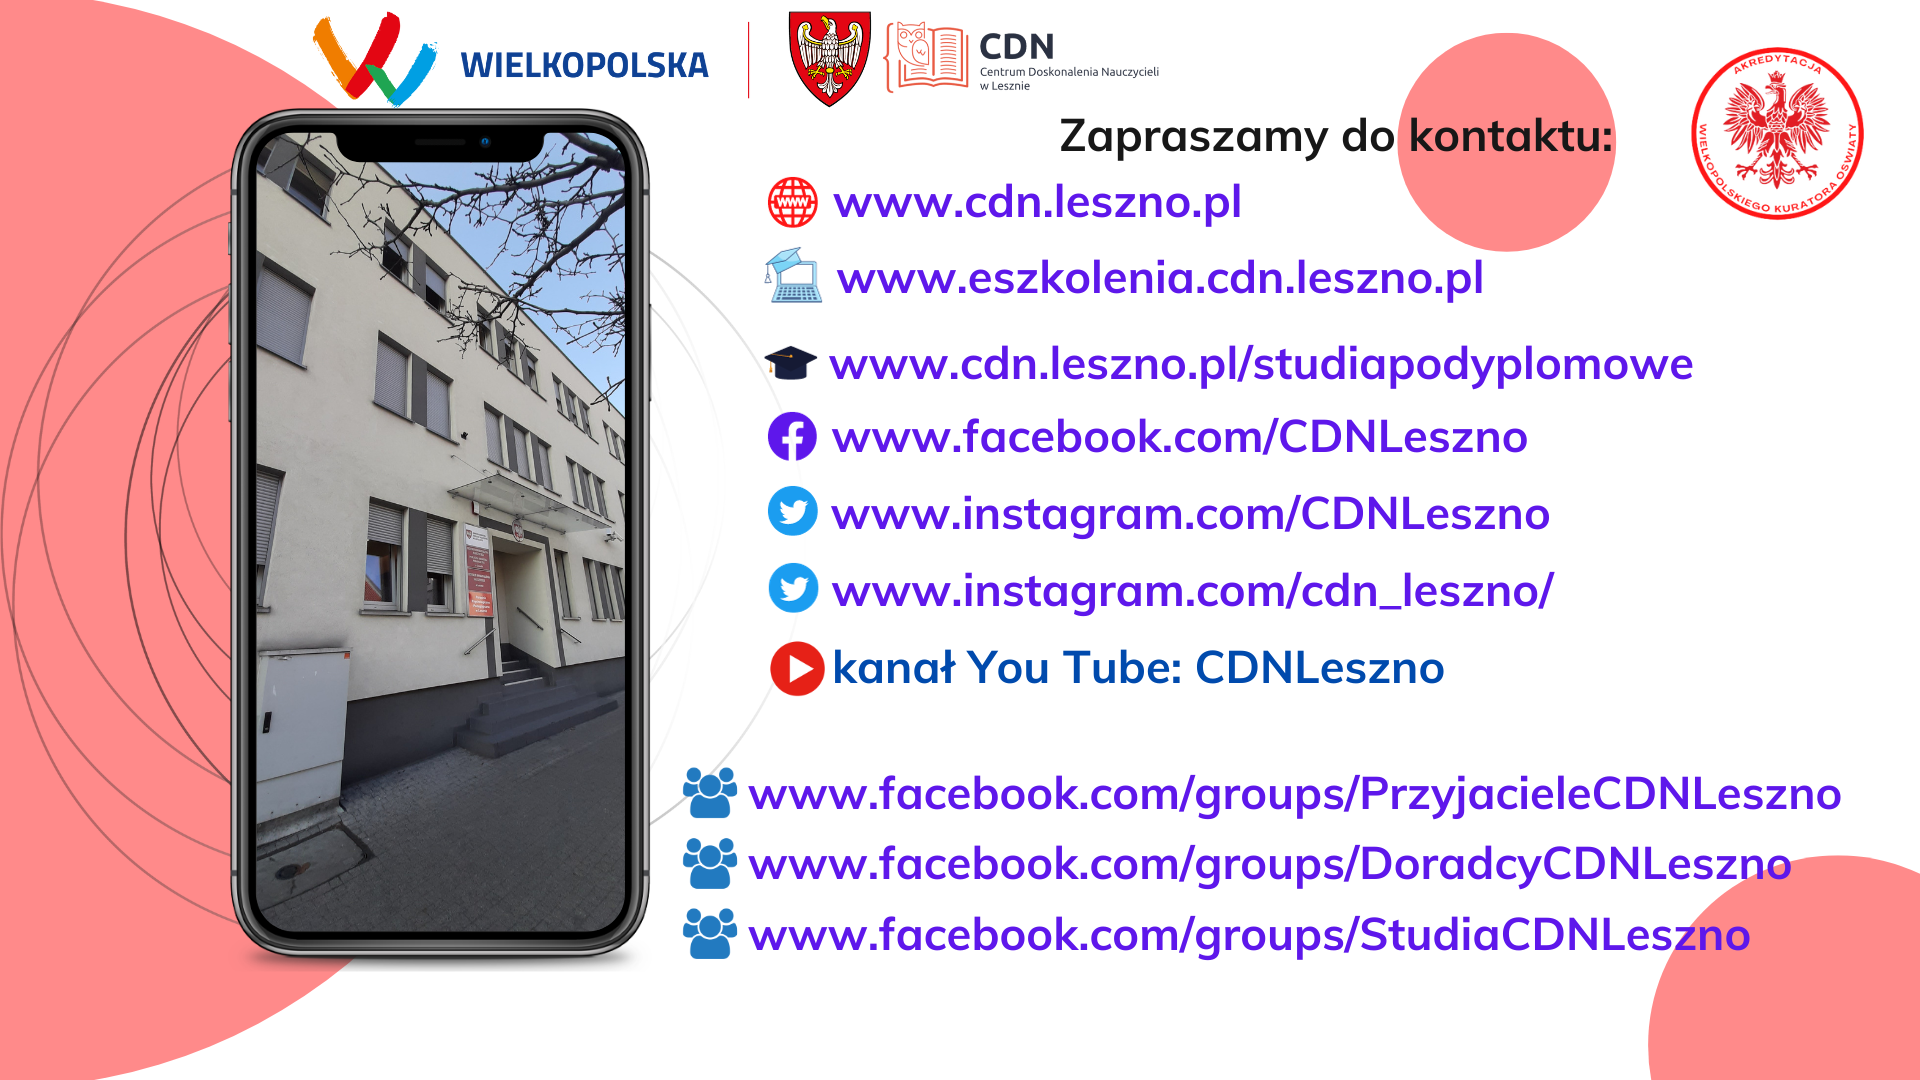 WIELKOPOLSKA
CDN
Centrum Doskonalenia Nauczycieli
w Lesznie
AKREDYTACJA
WIELKOPOLSKIEGO KURATORA OŚWIATY
Zapraszamy do kontaktu:
WWW
www.cdn.leszno.pl
www.eszkolenia.cdn.leszno.pl
www.cdn.leszno.pl/studiapodyplomowe
www.facebook.com/CDNLeszno
www.instagram.com/CDNLeszno
www.instagram.com/cdn_leszno/
kanał You Tube: CDNLeszno
www.facebook.com/groups/PrzyjacieleCDNLeszno
www.facebook.com/groups/DoradcyCDNLeszno
www.facebook.com/groups/StudiaCDNLeszno